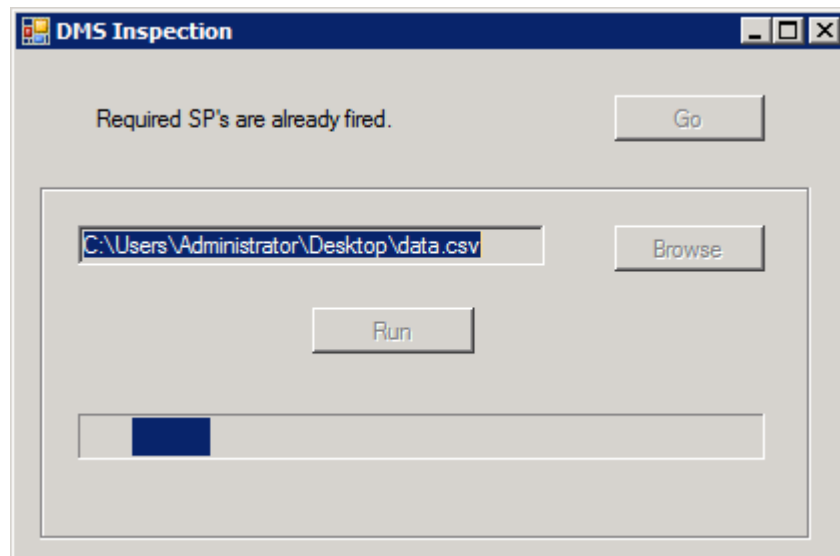 DMS Inspection
Required SP's are already fired.
Go
C:\Users\Administrator\Desktop\data.csv
Browse
Run